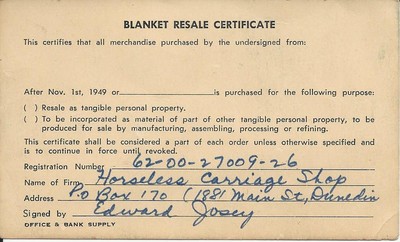 BLANKET RESALE CERTIFICATE
This certifies that all merchandise purchased by the undersigned from:
After Nov. 1st, 1949 or is purchased for the following purpose:
( ) Resale as tangible personal property.
( ) To be incorporated as material of part of other tangible personal property, to
be produced for sale by manufacturing, assembling, processing or refining.
This certificate shall be considered a part of each order unless otherwise specified and
is to continue in force until revoked.
Registration Number 62-00-27009-26
Name of Firm Horseless Carriage Shop
Address P.O Box 170 (1881 Main St, Dunedin
Signed by Edward Josey
OFFICE & BANK SUPPLY